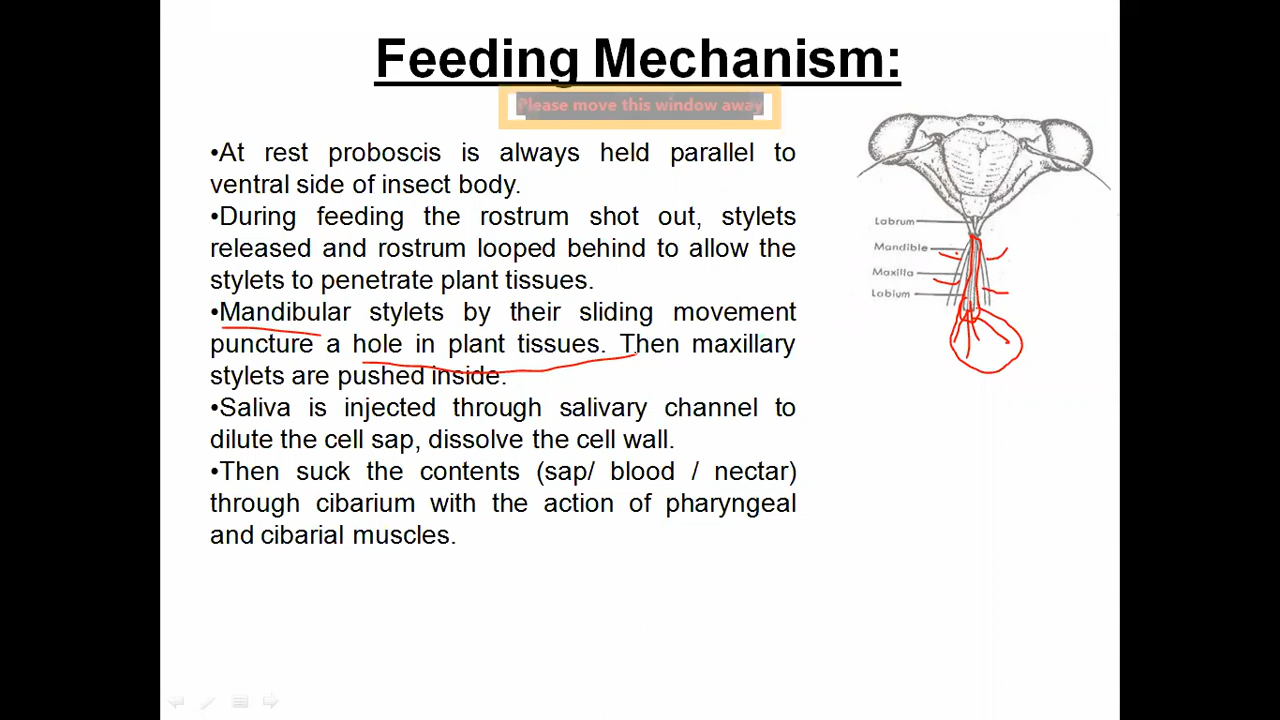 Feeding Mechanism:
Please move this window away
•At rest proboscis is always held parallel to
ventral side of insect body.
•During feeding the rostrum shot out, stylets
released and rostrum looped behind to allow the
stylets to penetrate plant tissues.
•Mandibular stylets by their sliding movement
puncture a hole in plant tissues. Then maxillary
stylets are pushed inside.
•Saliva is injected through salivary channel to
dilute the cell sap, dissolve the cell wall.
•Then suck the contents (sap/ blood / nectar)
through cibarium with the action of pharyngeal
and cibarial muscles.
Labrum
Mandible
Maxilla
Labium